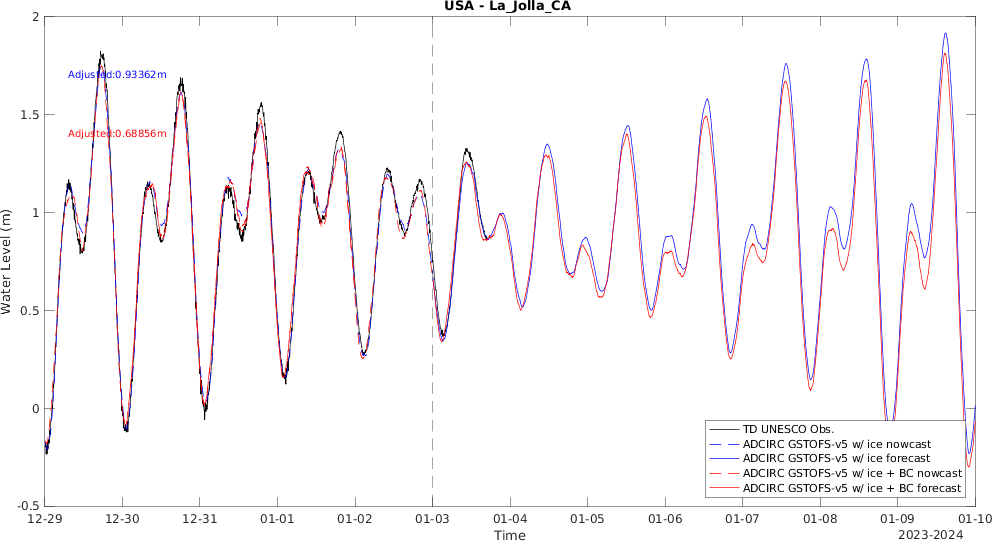 USA - La_Jolla_CA
2
1.5
1
0.5
0
-0.5
Water Level (m)
Adjusted:0.93362m
Adjusted:0.68856m
TD UNESCO Obs.
ADCIRC GSTOFS-v5 w/ ice nowcast
ADCIRC GSTOFS-v5 w/ ice forecast
ADCIRC GSTOFS-v5 w/ ice + BC nowcast
ADCIRC GSTOFS-v5 w/ ice + BC forecast
12-29 12-30 12-31 01-01 01-02 01-03 01-04 01-05 01-06 01-07 01-08 01-09 01-10
Time
2023-2024